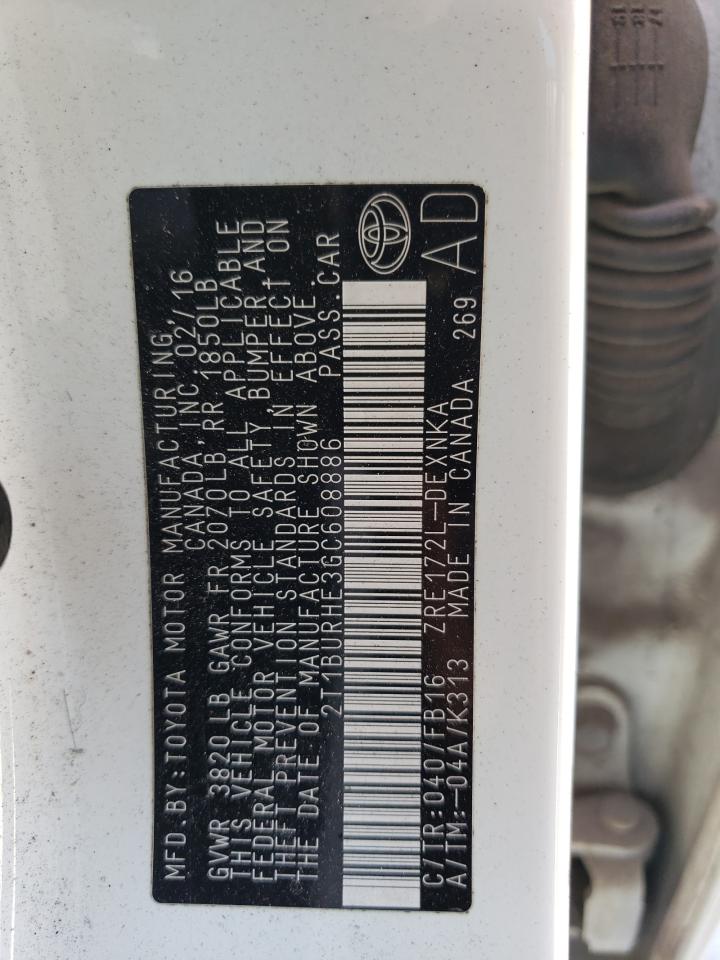 MFD.BY:TOYOTA MOTOR MANUFACTURING,
CANADA, INC. 02/16
GVWR 3820 LB GAWR FR 2070LB RR 1850LB
THIS VEHICLE CONFORMS TO ALL APPLICABLE
FEDERAL MOTOR VEHICLE SAFETY, BUMPER, AND
THEFT PREVENTION STANDARDS IN EFFECT ON
THE DATE OF MANUFACTURE SHOWN ABOVE.
2T1BURHE3GC608886 PASS.CAR
C/TR:040/FB16 ZRE172L-DEXNKA
A/TM:-04A/K313 MADE IN CANADA 269
AD